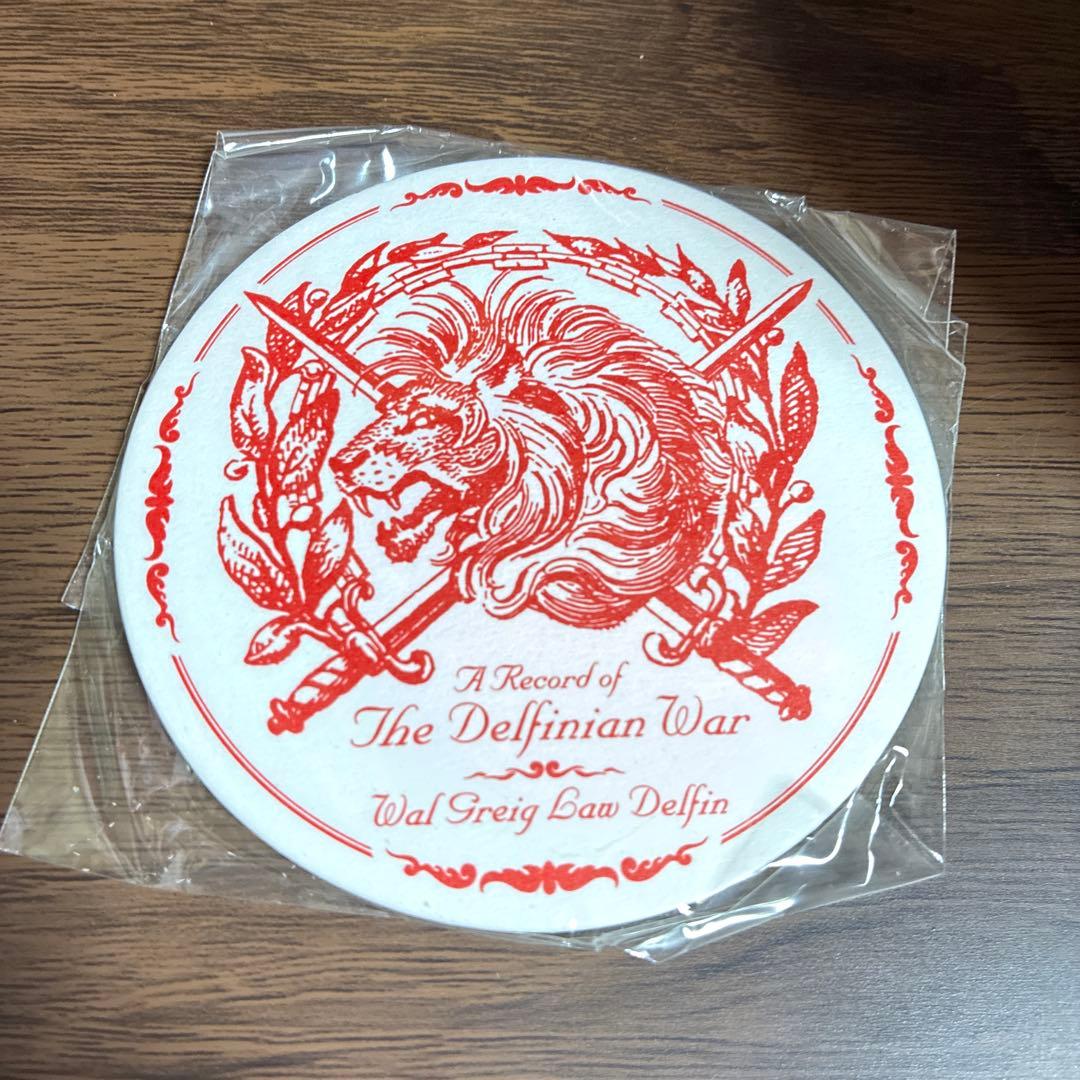 A Record of
The Delfinian War
Wal Greig Law Delfin